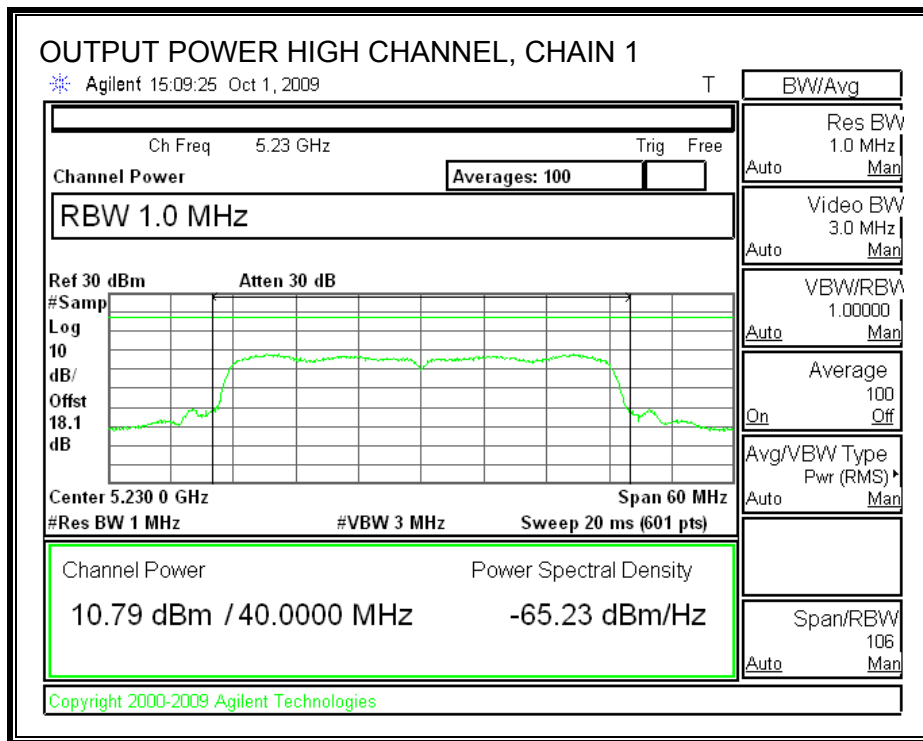 OUTPUT POWER HIGH CHANNEL, CHAIN 1
Agilent 15:09:25 Oct 1, 2009 T
Ch Freq 5.23 GHz Trig Free
Channel Power Averages: 100
RBW 1.0 MHz
Ref 30 dBm Atten 30 dB
#Samp
Log
10
dB/
Offst
18.1
dB
Center 5.230 0 GHz Span 60 MHz
#Res BW 1 MHz #VBW 3 MHz Sweep 20 ms (601 pts)
Channel Power Power Spectral Density
10.79 dBm / 40.0000 MHz -65.23 dBm/Hz
Copyright 2000-2009 Agilent Technologies
BW/Avg
Res BW
1.0 MHz
Auto Man
Video BW
3.0 MHz
Auto Man
VBW/RBW
1.00000
Auto Man
Average
100
On Off
Avg/VBW Type
Pwr (RMS)
Auto Man
Span/RBW
106
Auto Man